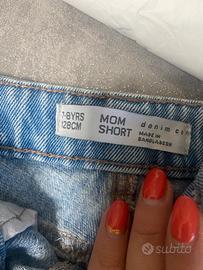 7-8YRS
128CM
MOM
SHORT
denim co
MADE IN
BANGLADESH
subito